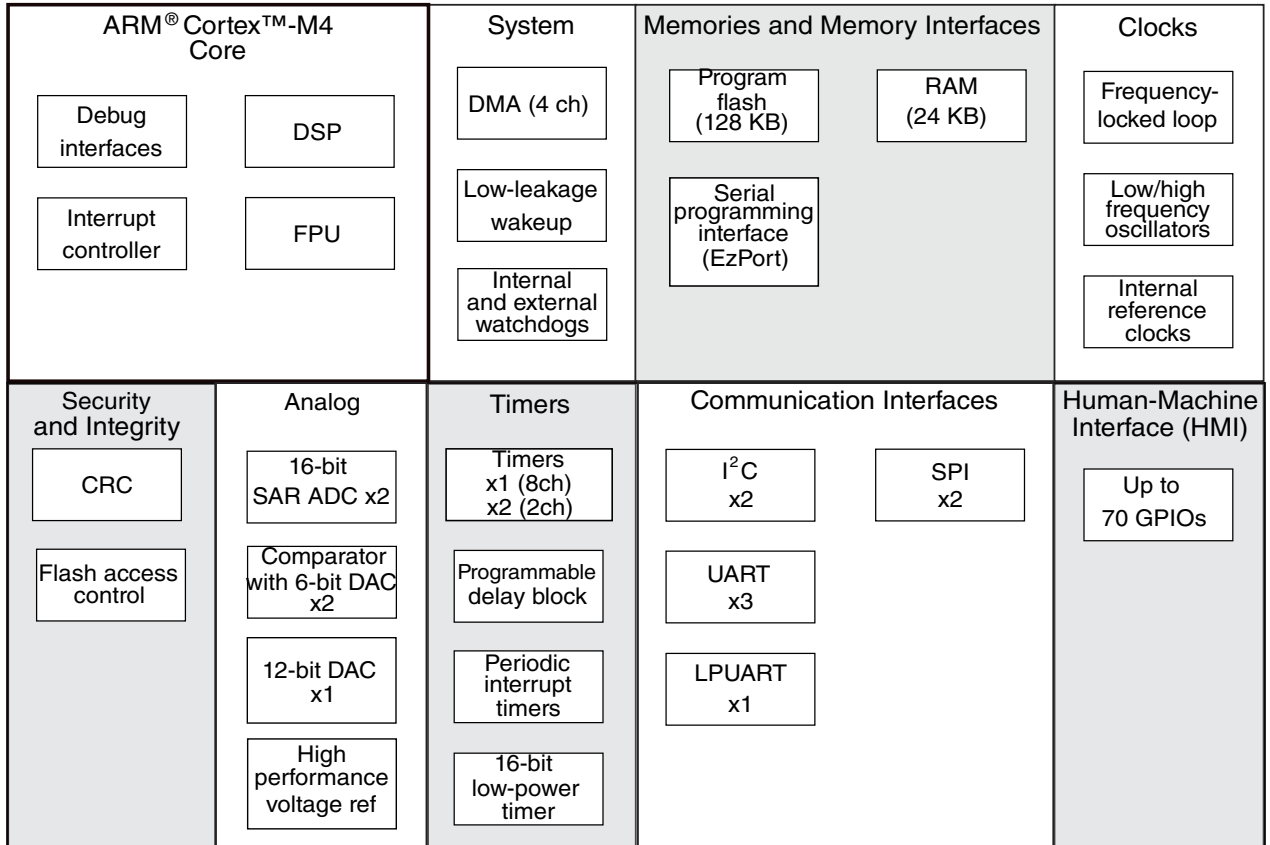 ARM® Cortex™-M4
Core
Debug
interfaces
DSP
Interrupt
controller
FPU
System
DMA (4 ch)
Low-leakage
wakeup
Internal
and external
watchdogs
Memories and Memory Interfaces
Program
flash
(128 KB)
RAM
(24 KB)
Serial
programming
interface
(EzPort)
Clocks
Frequency-
locked loop
Low/high
frequency
oscillators
Internal
reference
clocks
Security
and Integrity
CRC
Flash access
control
Analog
16-bit
SAR ADC x2
Comparator
with 6-bit DAC
x2
12-bit DAC
x1
High
performance
voltage ref
Timers
Timers
x1 (8ch)
x2 (2ch)
Programmable
delay block
Periodic
interrupt
timers
16-bit
low-power
timer
Communication Interfaces
I²C
x2
SPI
x2
UART
x3
LPUART
x1
Human-Machine
Interface (HMI)
Up to
70 GPIOs